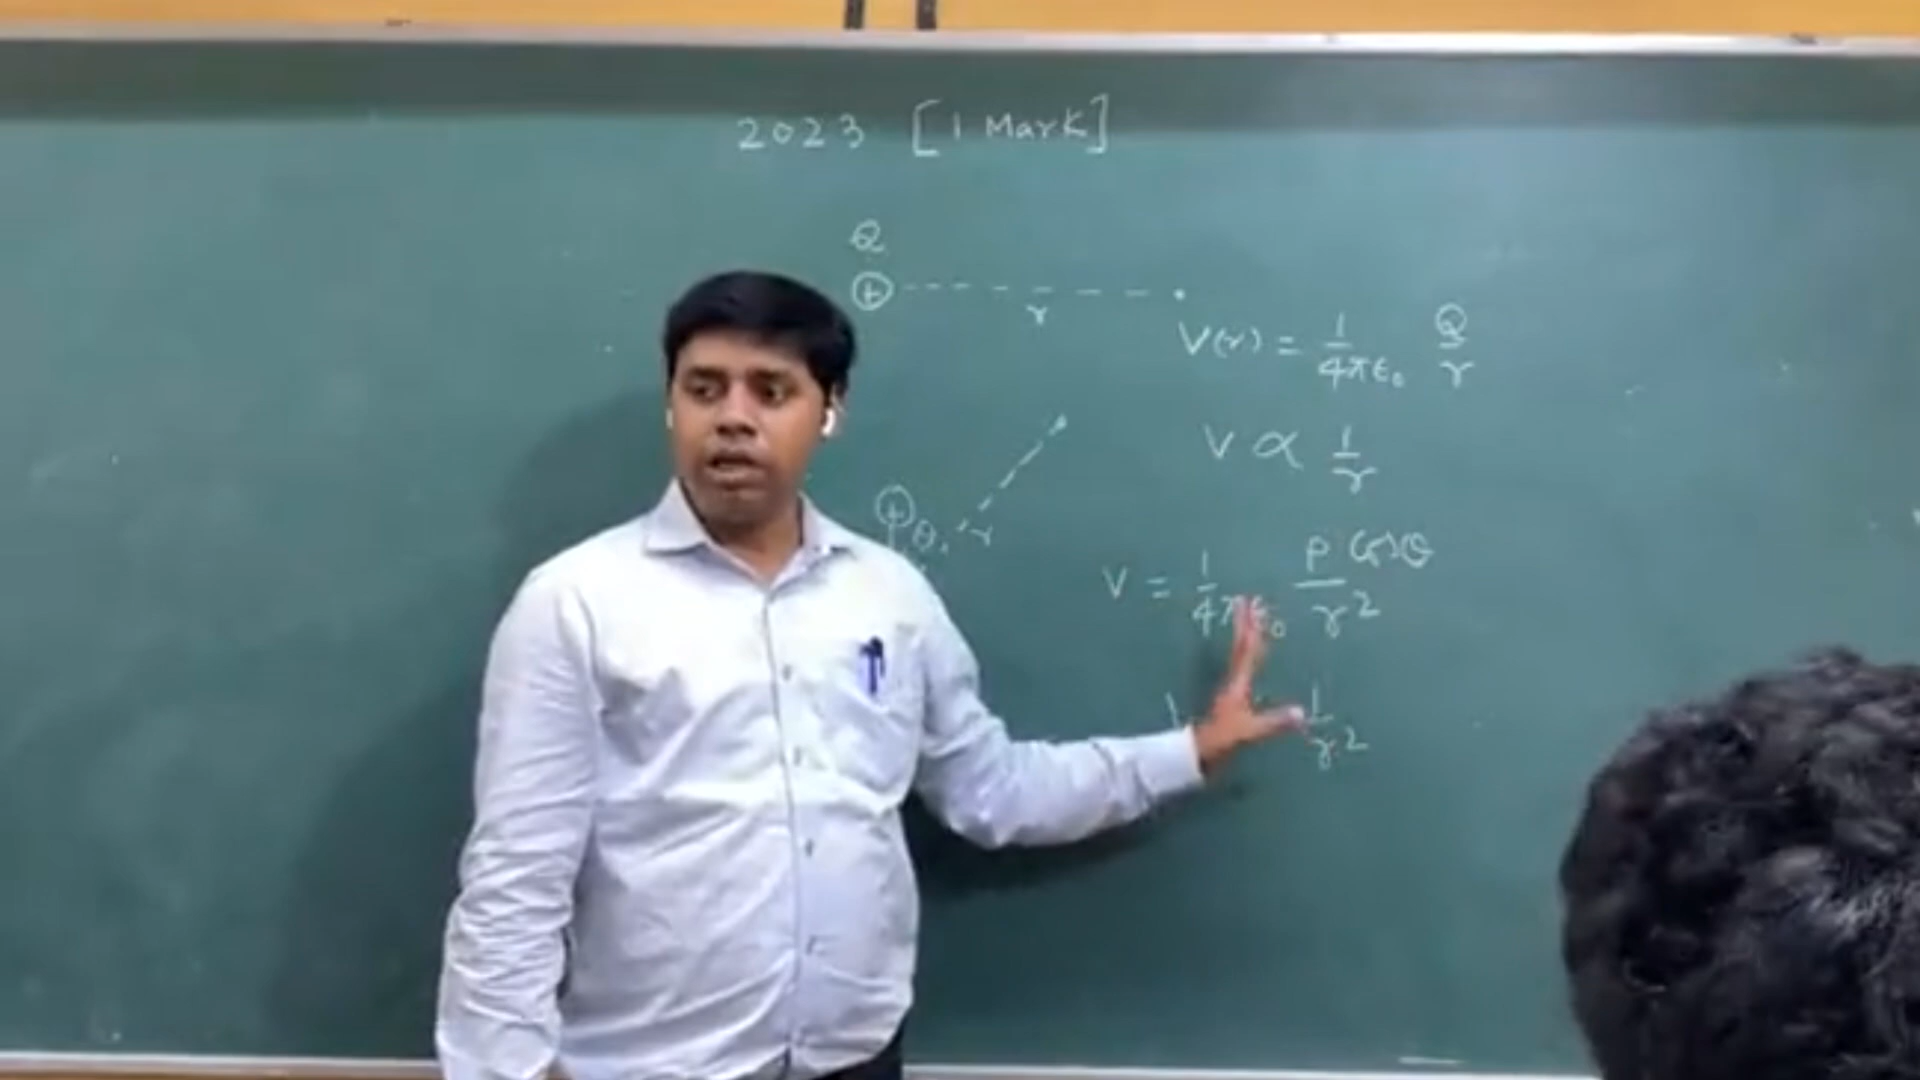 2023 [1 Mark]
Q
+
r
V(r) = 1/4πε₀ Q/r
V ∝ 1/r
+ θ r
V = 1/4πε₀ p cosθ/r²
1/r²